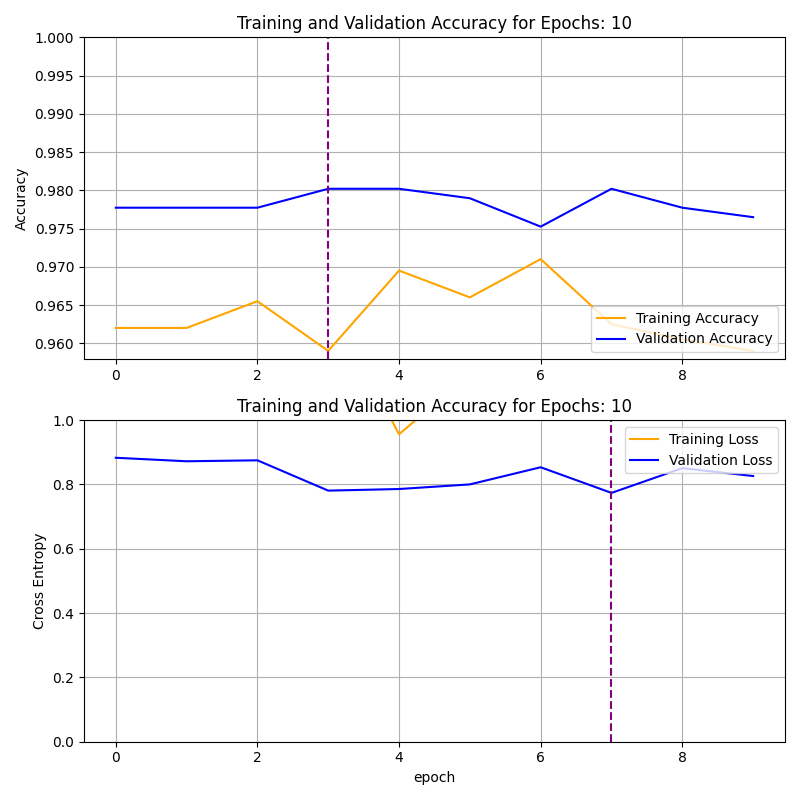 Training and Validation Accuracy for Epochs: 10
1.000
0.995
0.990
0.985
0.980
0.975
0.970
0.965
0.960
Accuracy
Training Accuracy
Validation Accuracy
0 2 4 6 8
Training and Validation Accuracy for Epochs: 10
1.0
0.8
0.6
0.4
0.2
0.0
Cross Entropy
Training Loss
Validation Loss
0 2 4 6 8
epoch